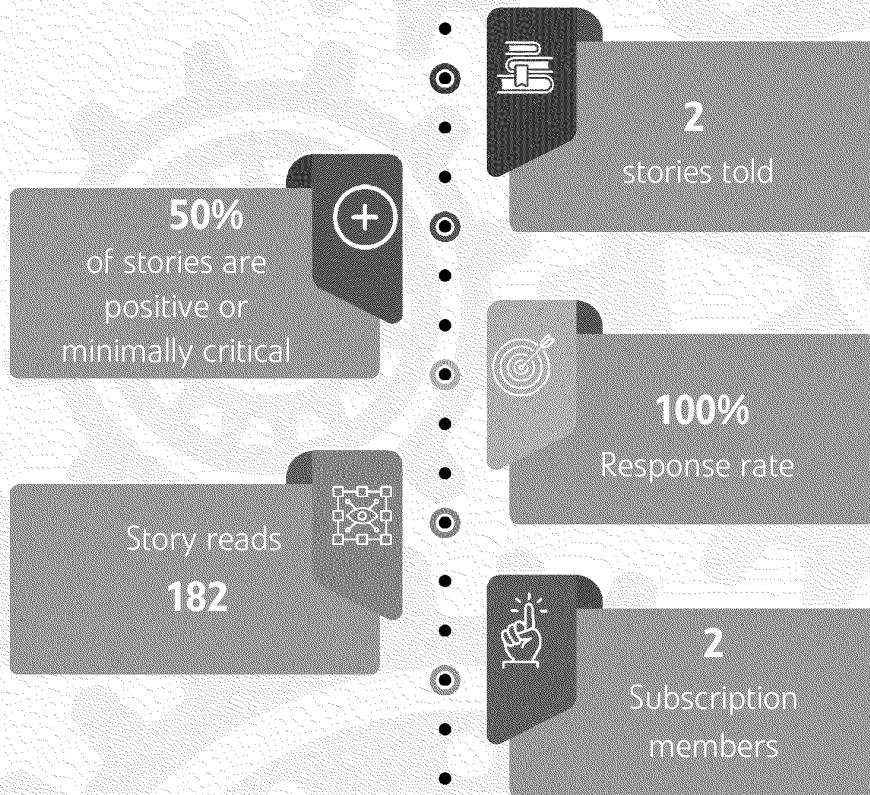 2
stories told
50%
of stories are
positive or
minimally critical
100%
Response rate
Story reads
182
2
Subscription
members